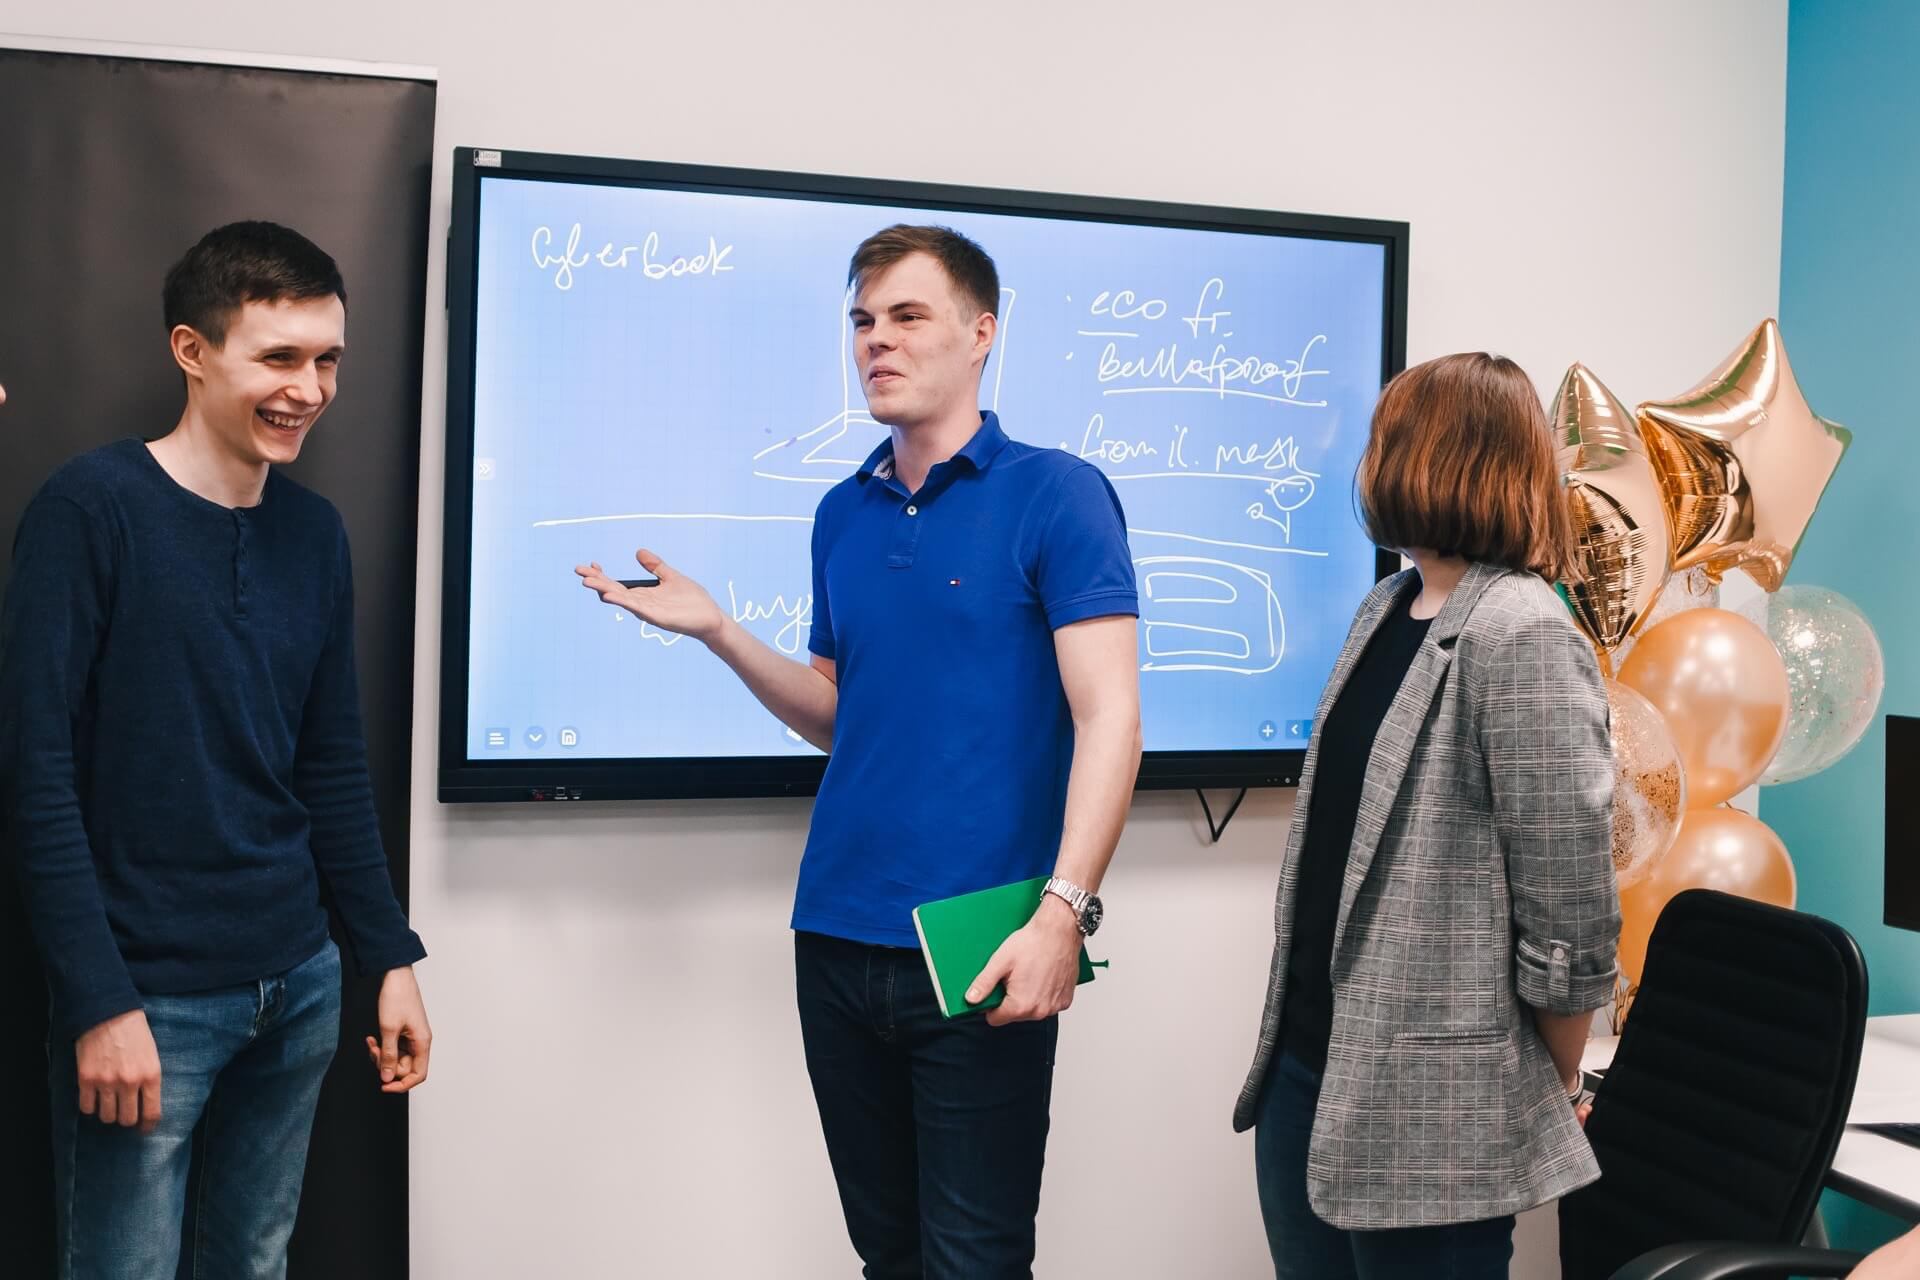 Cyberbook
· eco fr.
· bulletproof
· from il. mask